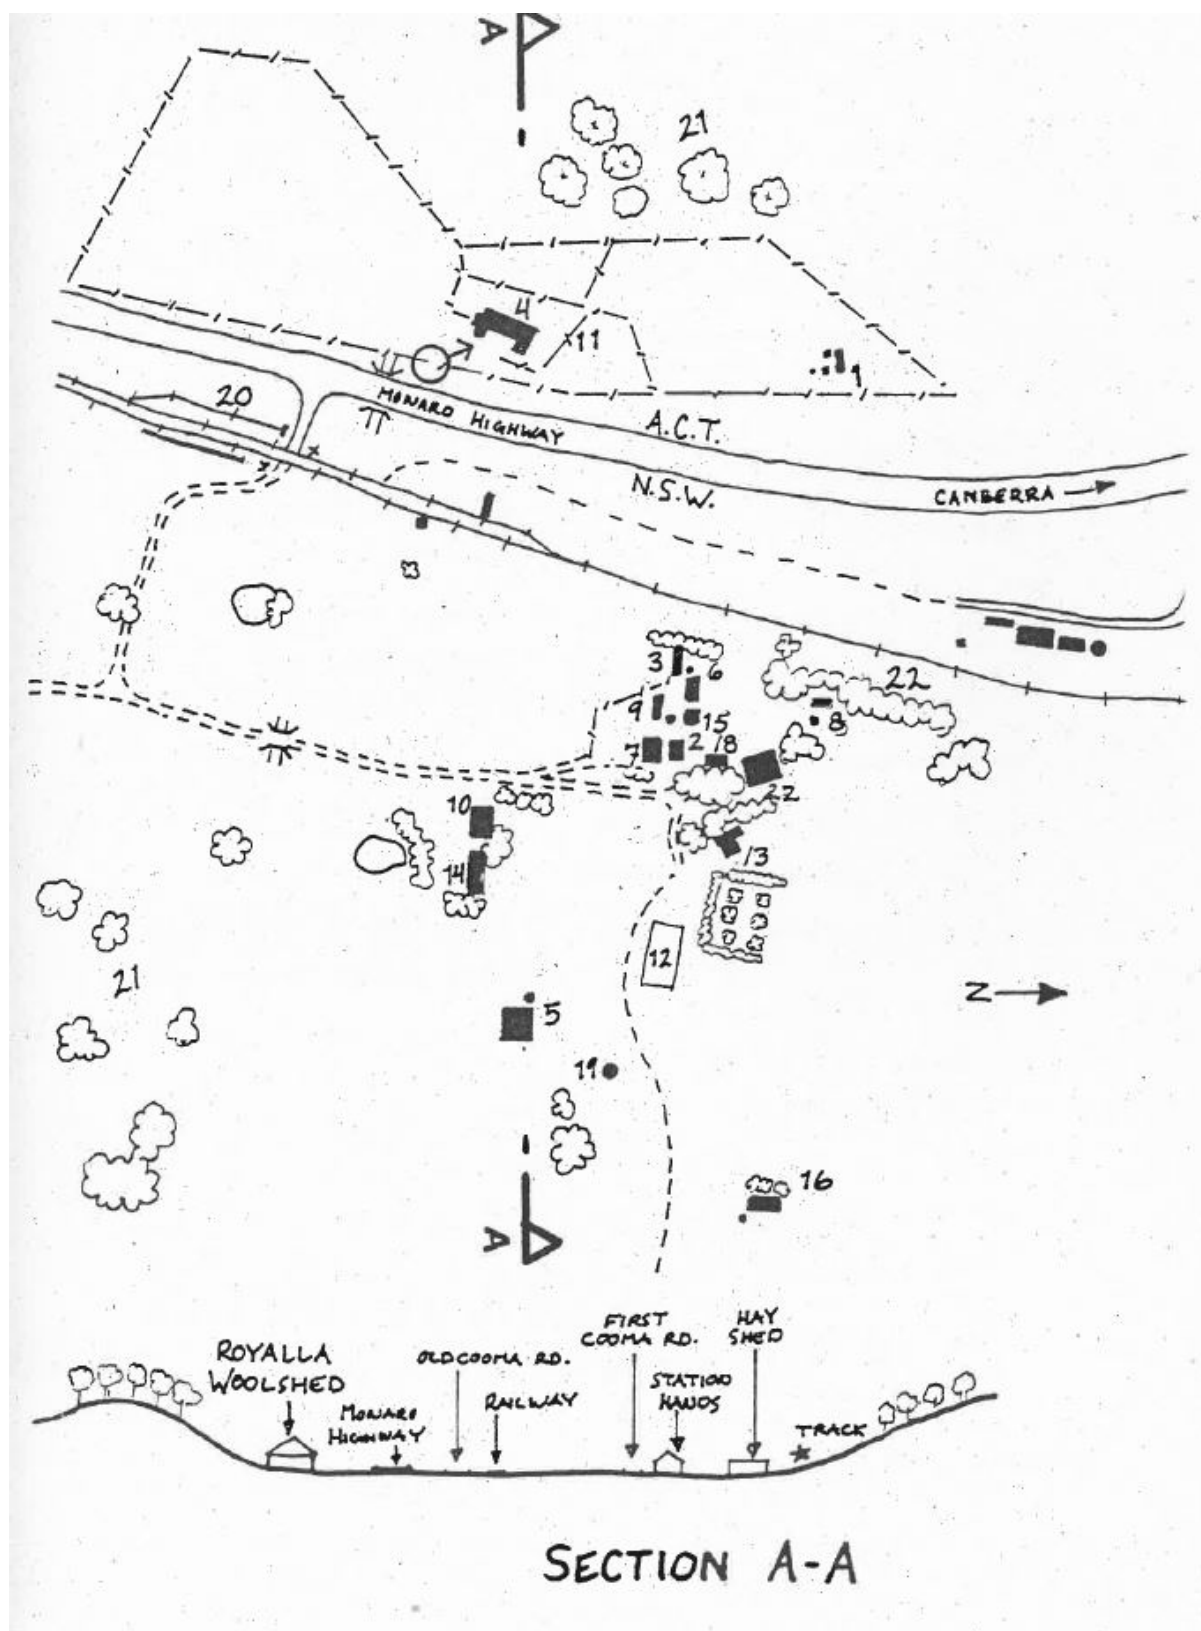 A
21
4
11
1
20
MONARO HIGHWAY
A.C.T.
N.S.W.
CANBERRA
3
6
22
9
15
8
7
2
18
22
10
13
14
12
21
N
5
19
16
A
FIRST
COOMA RD.
HAY
SHED
ROYALLA
WOOLSHED
OLD COOMA RD.
MONARO
HIGHWAY
RAILWAY
STATION
HANDS
TRACK
SECTION A-A